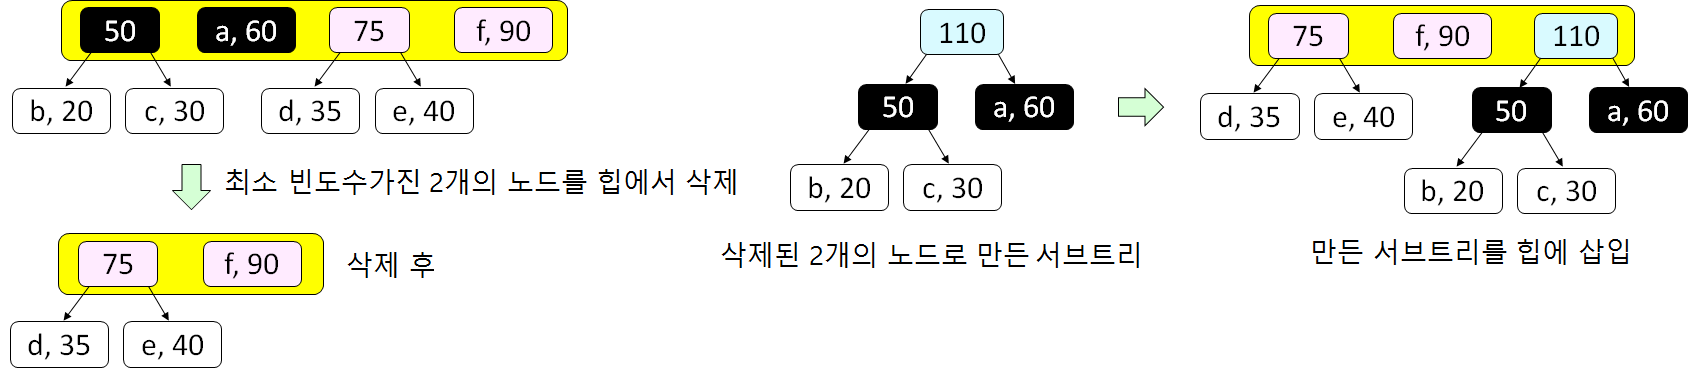 50 a, 60 75 f, 90
b, 20 c, 30 d, 35 e, 40
최소 빈도수가진 2개의 노드를 힙에서 삭제
75 f, 90 삭제 후
d, 35 e, 40
110
50 a, 60
b, 20 c, 30
삭제된 2개의 노드로 만든 서브트리
75 f, 90 110
d, 35 e, 40 50 a, 60
b, 20 c, 30
만든 서브트리를 힙에 삽입